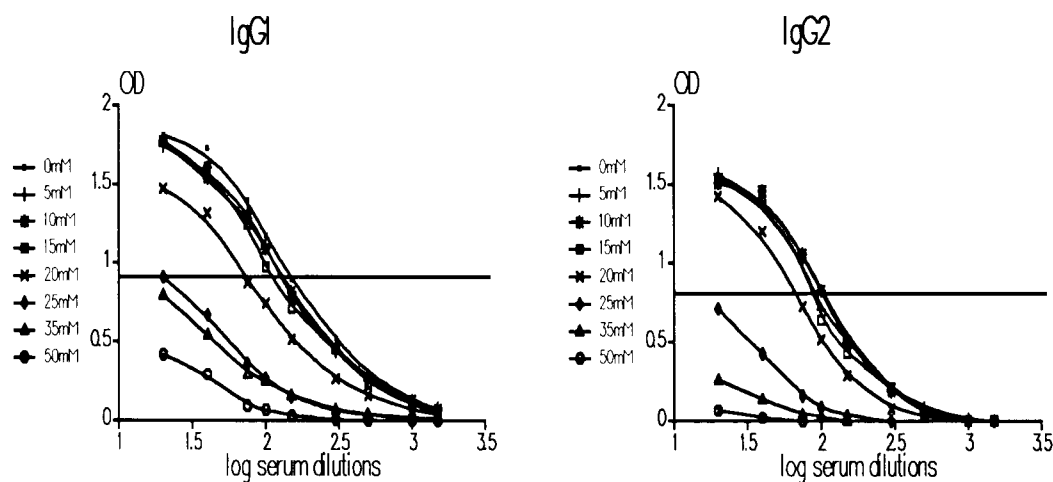 IgG1
OD
2
1.5
1
0.5
0
0mM
5mM
10mM
15mM
20mM
25mM
35mM
50mM
1 1.5 2 2.5 3 3.5
log serum dilutions
IgG2
OD
2
1.5
1
0.5
0
0mM
5mM
10mM
15mM
20mM
25mM
35mM
50mM
1 1.5 2 2.5 3 3.5
log serum dilutions